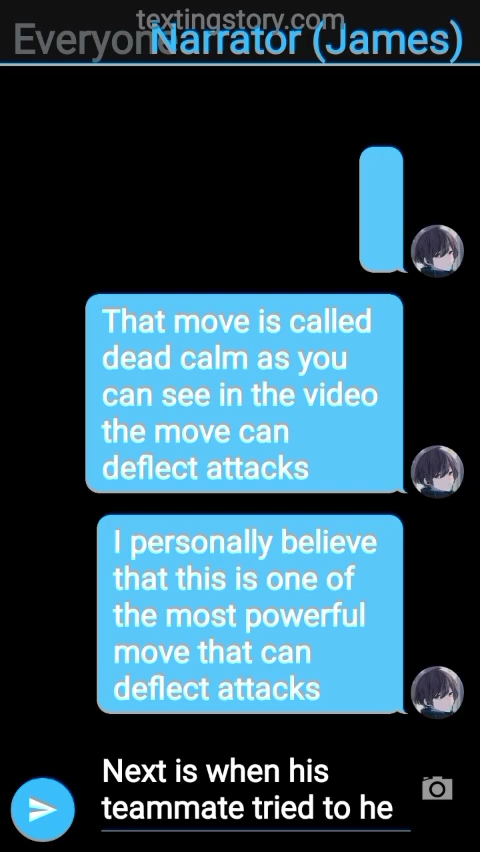 textingstory.com
Everyone Narrator (James)
That move is called
dead calm as you
can see in the video
the move can
deflect attacks
I personally believe
that this is one of
the most powerful
move that can
deflect attacks
Next is when his
teammate tried to he